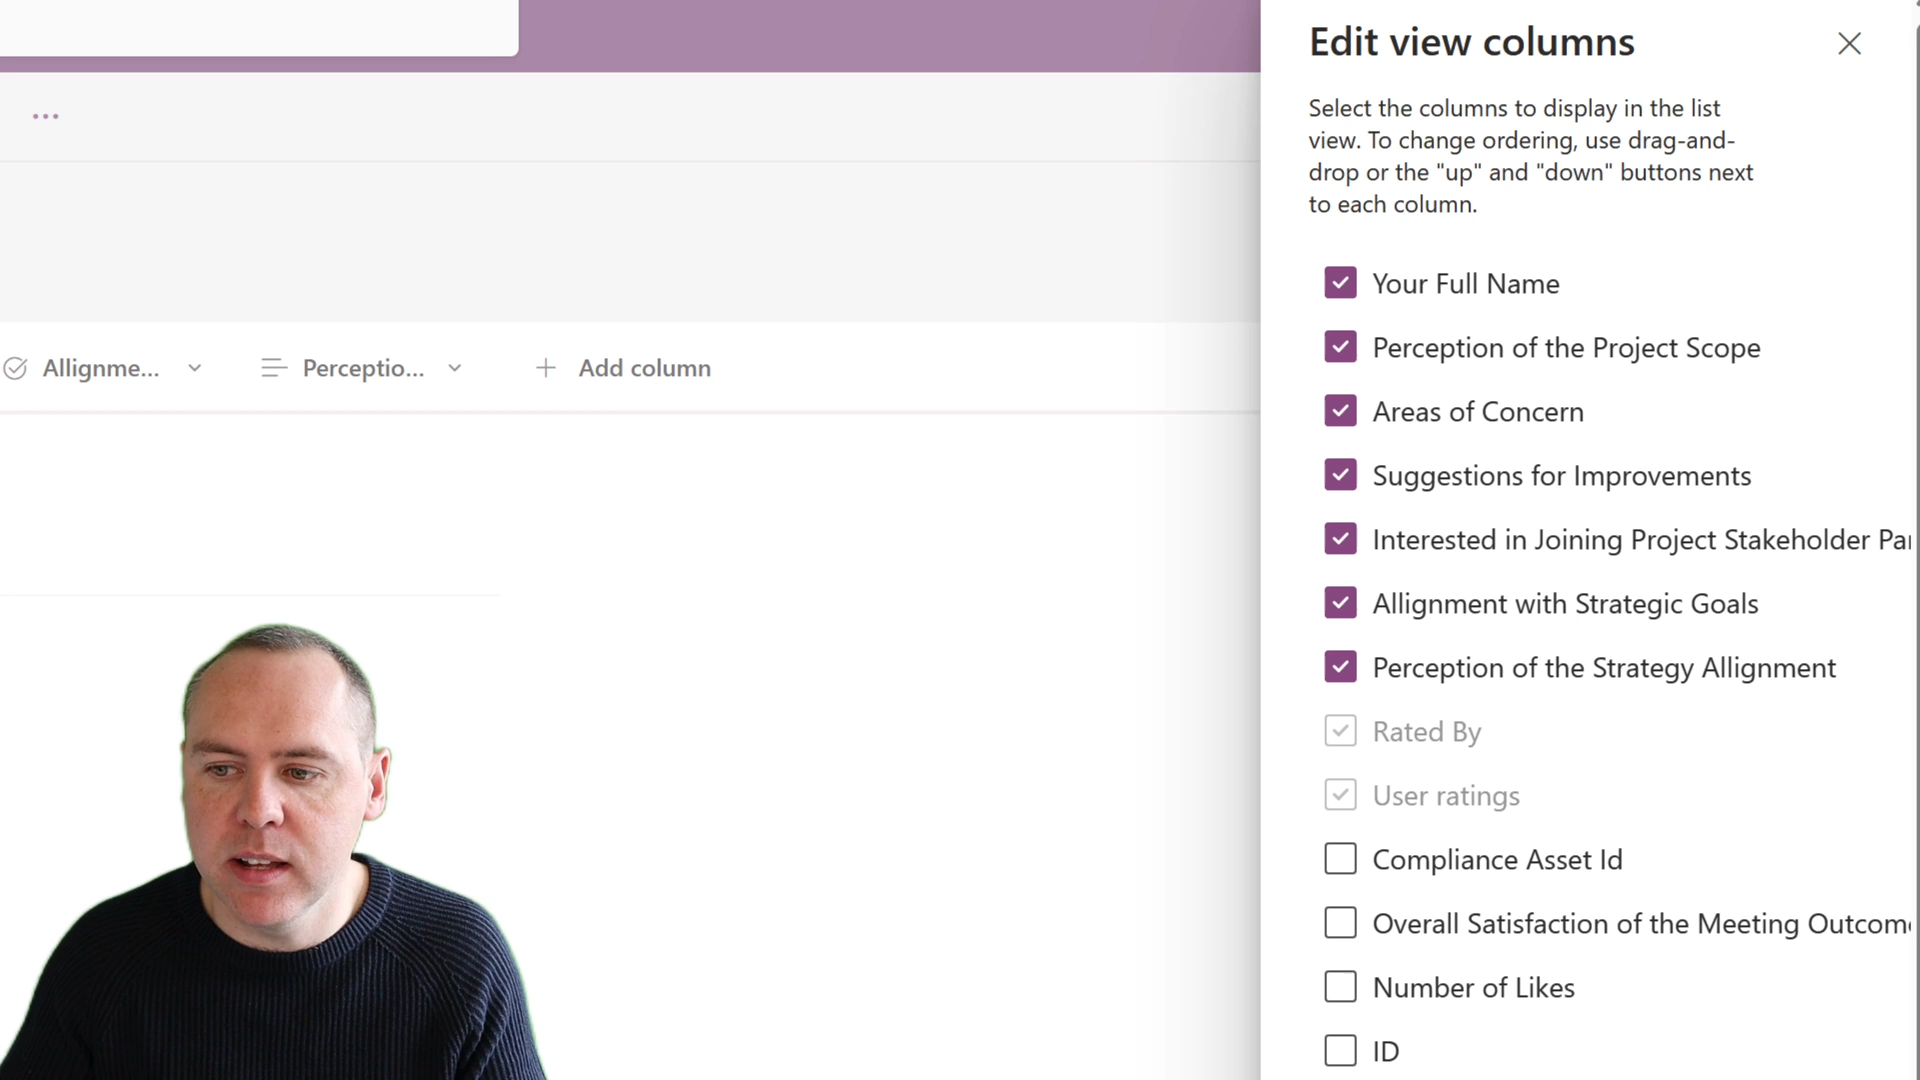 Edit view columns
Select the columns to display in the list
view. To change ordering, use drag-and-
drop or the "up" and "down" buttons next
to each column.
Your Full Name
Perception of the Project Scope
Areas of Concern
Suggestions for Improvements
Interested in Joining Project Stakeholder Pa
Allignment with Strategic Goals
Perception of the Strategy Allignment
Rated By
User ratings
Compliance Asset Id
Overall Satisfaction of the Meeting Outcom
Number of Likes
ID
Allignme...
Perceptio...
Add column